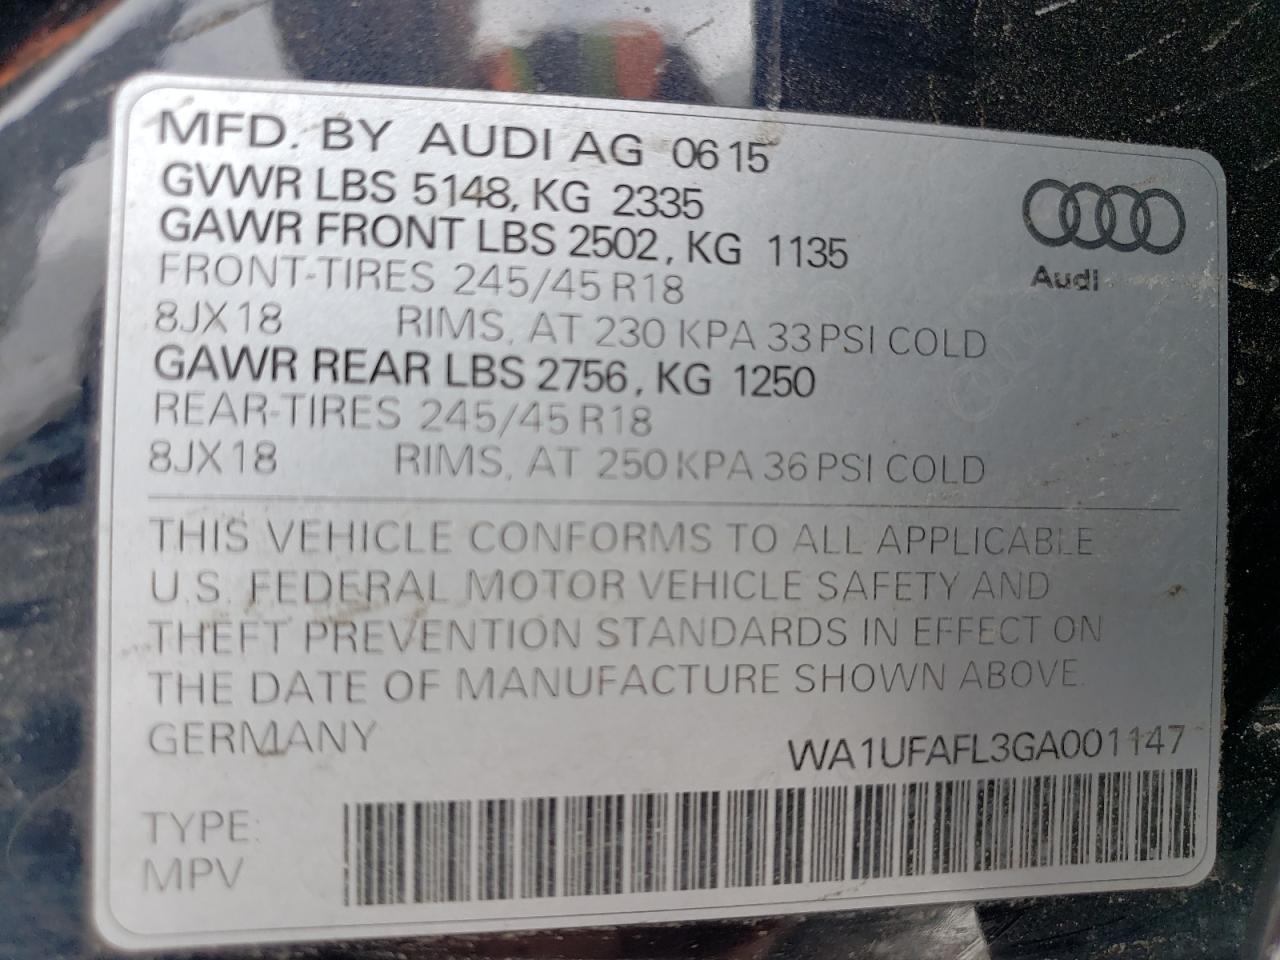 MFD. BY AUDI AG 06 15
GVWR LBS 5148, KG 2335
GAWR FRONT LBS 2502, KG 1135
FRONT-TIRES 245/45 R18
8JX18 RIMS, AT 230 KPA 33 PSI COLD
GAWR REAR LBS 2756, KG 1250
REAR-TIRES 245/45 R18
8JX18 RIMS, AT 250 KPA 36 PSI COLD
Audi
THIS VEHICLE CONFORMS TO ALL APPLICABLE
U.S. FEDERAL MOTOR VEHICLE SAFETY AND
THEFT PREVENTION STANDARDS IN EFFECT ON
THE DATE OF MANUFACTURE SHOWN ABOVE.
GERMANY
WA1UFAFL3GA001147
TYPE:
MPV